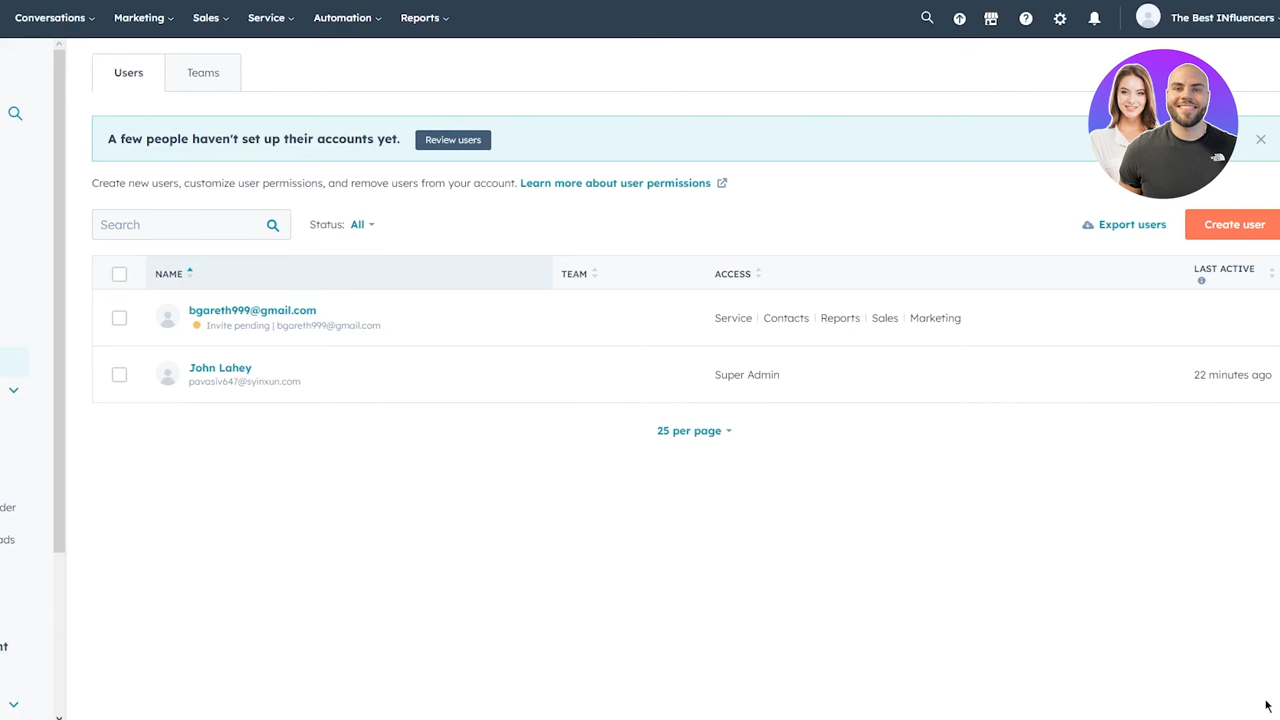 Conversations Marketing Sales Service Automation Reports The Best INfluencers
Users Teams
A few people haven't set up their accounts yet. Review users
Create new users, customize user permissions, and remove users from your account. Learn more about user permissions
Search Status: All Export users Create user
NAME TEAM ACCESS LAST ACTIVE
bgareth999@gmail.com
Invite pending | bgareth999@gmail.com
Service | Contacts | Reports | Sales | Marketing
John Lahey
pavasiv647@syinxun.com
Super Admin 22 minutes ago
25 per page
der
ads
nt